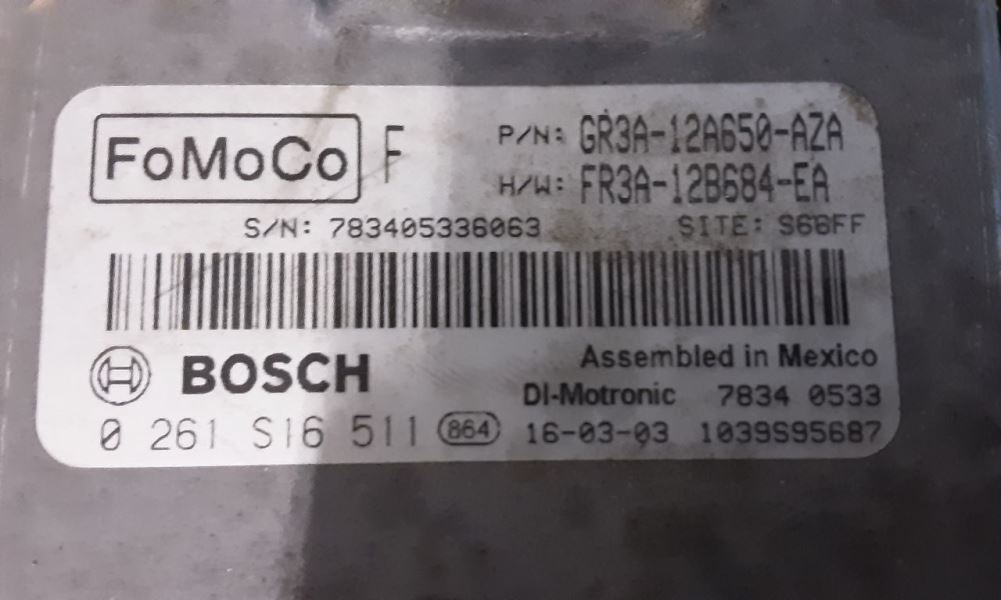 FoMoCo F P/N: GR3A-12A650-AZA
H/W: FR3A-12B684-EA
S/N: 783405336063 SITE: S66FF
BOSCH Assembled in Mexico
DI-Motronic 7834 0533
0 261 S16 511 864 16-03-03 1039S95687